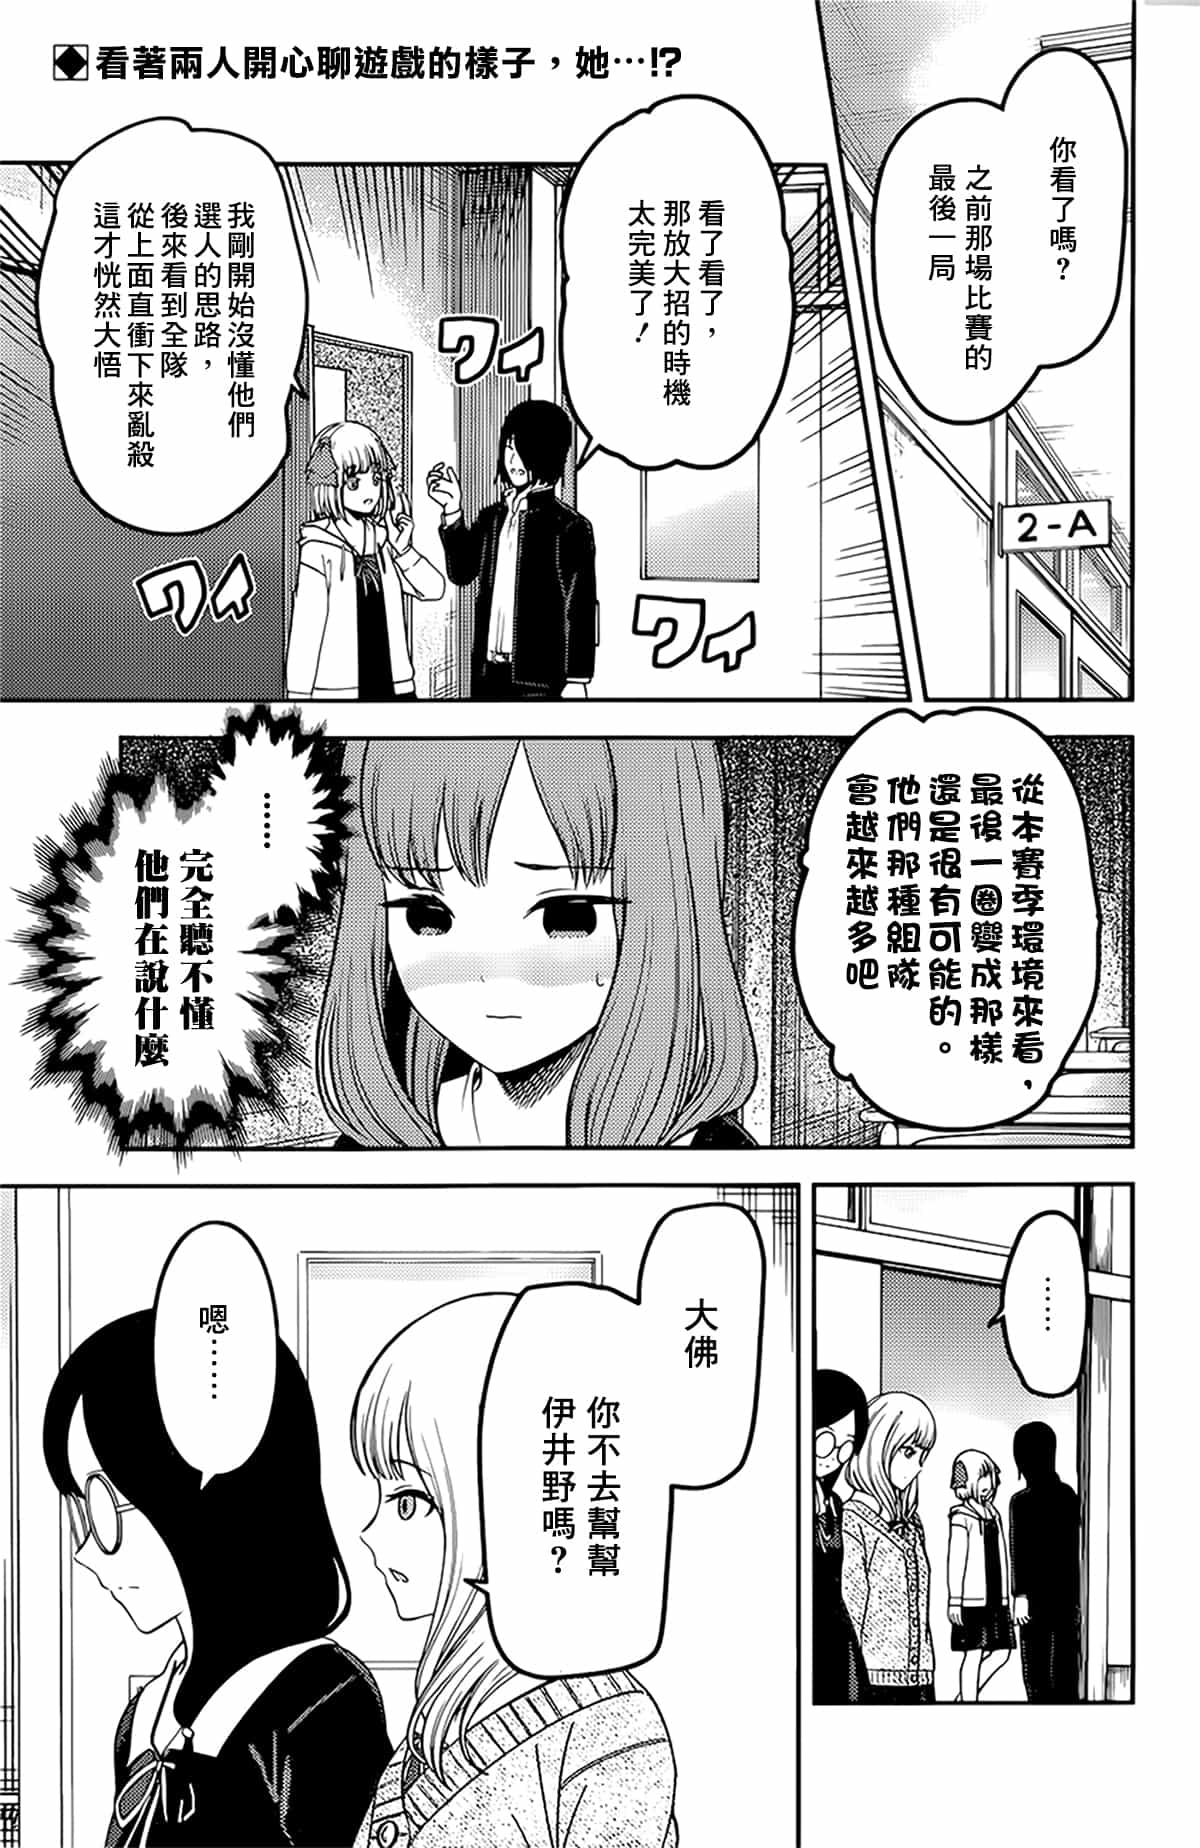 看著兩人開心聊遊戲的樣子，她…!?
你看了嗎？
之前那場比賽的
最後一局
2-A
看了看了，
那放大招的時機
太完美了！
ワイ
我剛開始沒懂他們
選人的思路，
後來看到全隊
從上面直衝下來亂殺
這才恍然大悟
ワイ
ワイ
從本賽季環境來看，
最後一圈變成那樣
還是很有可能的。
他們那種組隊
會越來越多吧
……
完全聽不懂
他們在說什麼
……
大佛
你不去幫幫
伊井野嗎？
嗯……